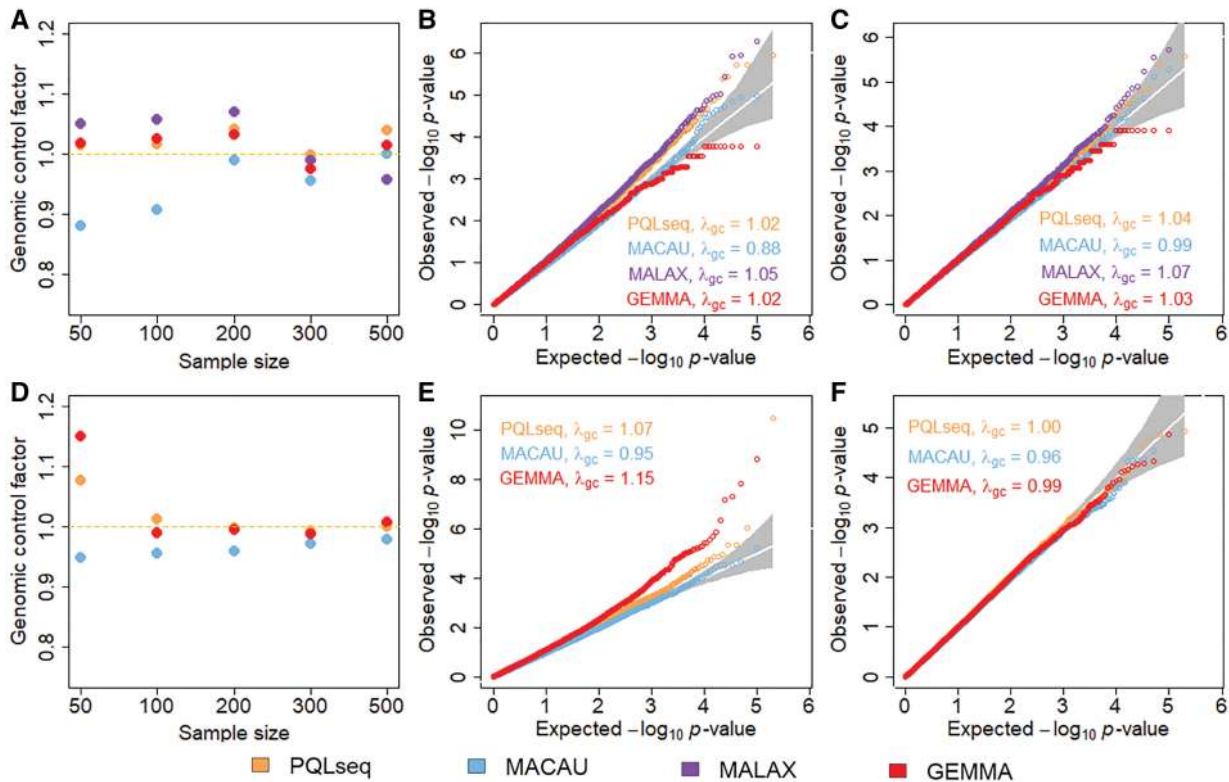 A
Genomic control factor
0.8 0.9 1.0 1.1 1.2
50 100 200 300 500
Sample size
B
Observed −log10 p-value
0 1 2 3 4 5 6
PQLseq, λgc = 1.02
MACAU, λgc = 0.88
MALAX, λgc = 1.05
GEMMA, λgc = 1.02
0 1 2 3 4 5 6
Expected −log10 p-value
C
Observed −log10 p-value
0 1 2 3 4 5 6
PQLseq, λgc = 1.04
MACAU, λgc = 0.99
MALAX, λgc = 1.07
GEMMA, λgc = 1.03
0 1 2 3 4 5 6
Expected −log10 p-value
D
Genomic control factor
0.8 0.9 1.0 1.1 1.2
50 100 200 300 500
Sample size
E
Observed −log10 p-value
0 2 4 6 8 10
PQLseq, λgc = 1.07
MACAU, λgc = 0.95
GEMMA, λgc = 1.15
0 1 2 3 4 5 6
Expected −log10 p-value
F
Observed −log10 p-value
0 1 2 3 4 5
PQLseq, λgc = 1.00
MACAU, λgc = 0.96
GEMMA, λgc = 0.99
0 1 2 3 4 5 6
Expected −log10 p-value
PQLseq MACAU MALAX GEMMA